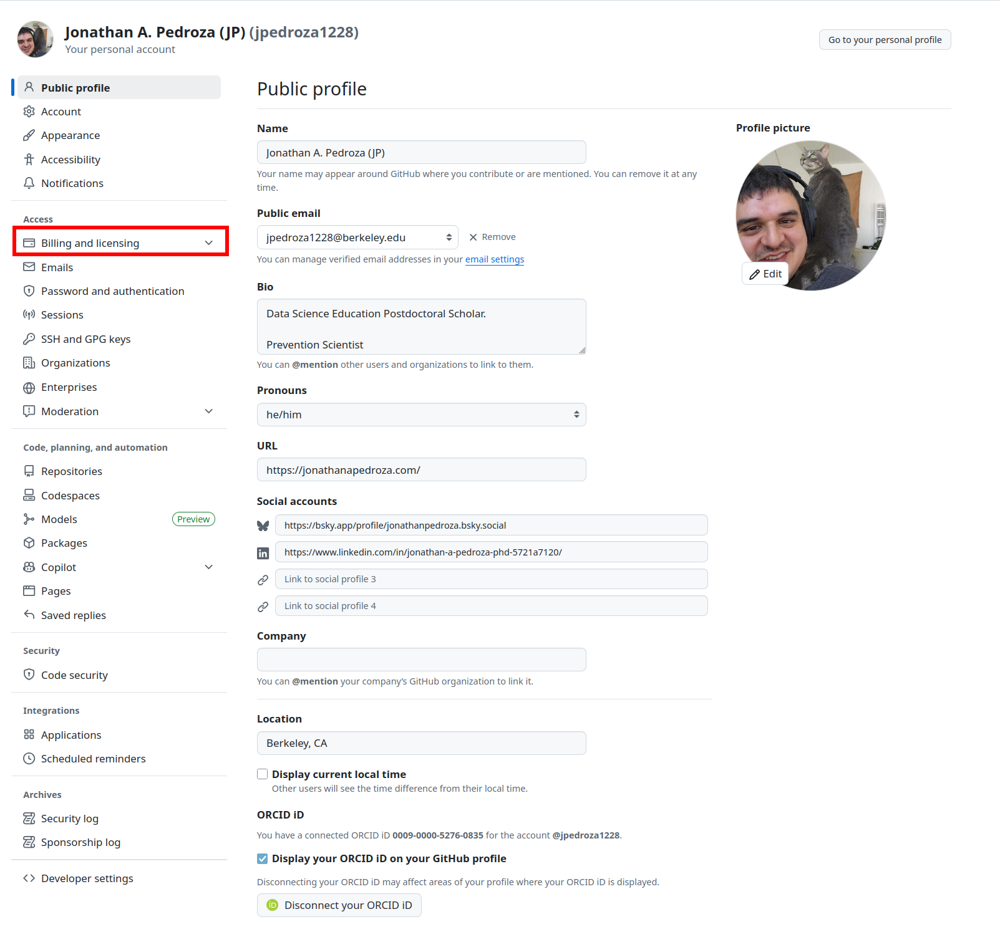 Jonathan A. Pedroza (JP) (jpedroza1228)
Your personal account
Go to your personal profile
Public profile
Account
Appearance
Accessibility
Notifications
Access
Billing and licensing
Emails
Password and authentication
Sessions
SSH and GPG keys
Organizations
Enterprises
Moderation
Code, planning, and automation
Repositories
Codespaces
Models Preview
Packages
Copilot
Pages
Saved replies
Security
Code security
Integrations
Applications
Scheduled reminders
Archives
Security log
Sponsorship log
Developer settings
Public profile
Name
Jonathan A. Pedroza (JP)
Your name may appear around GitHub where you contribute or are mentioned. You can remove it at any
time.
Public email
jpedroza1228@berkeley.edu Remove
You can manage verified email addresses in your email settings
Bio
Data Science Education Postdoctoral Scholar.
Prevention Scientist
You can @mention other users and organizations to link to them.
Pronouns
he/him
URL
https://jonathanapedroza.com/
Social accounts
https://bsky.app/profile/jonathanpedroza.bsky.social
https://www.linkedin.com/in/jonathan-a-pedroza-phd-5721a7120/
Link to social profile 3
Link to social profile 4
Company
You can @mention your company's GitHub organization to link it.
Location
Berkeley, CA
Display current local time
Other users will see the time difference from their local time.
ORCID iD
You have a connected ORCID iD 0009-0000-5276-0835 for the account @jpedroza1228.
Display your ORCID iD on your GitHub profile
Disconnecting your ORCID iD may affect areas of your profile where your ORCID iD is displayed.
Disconnect your ORCID iD
Profile picture
Edit